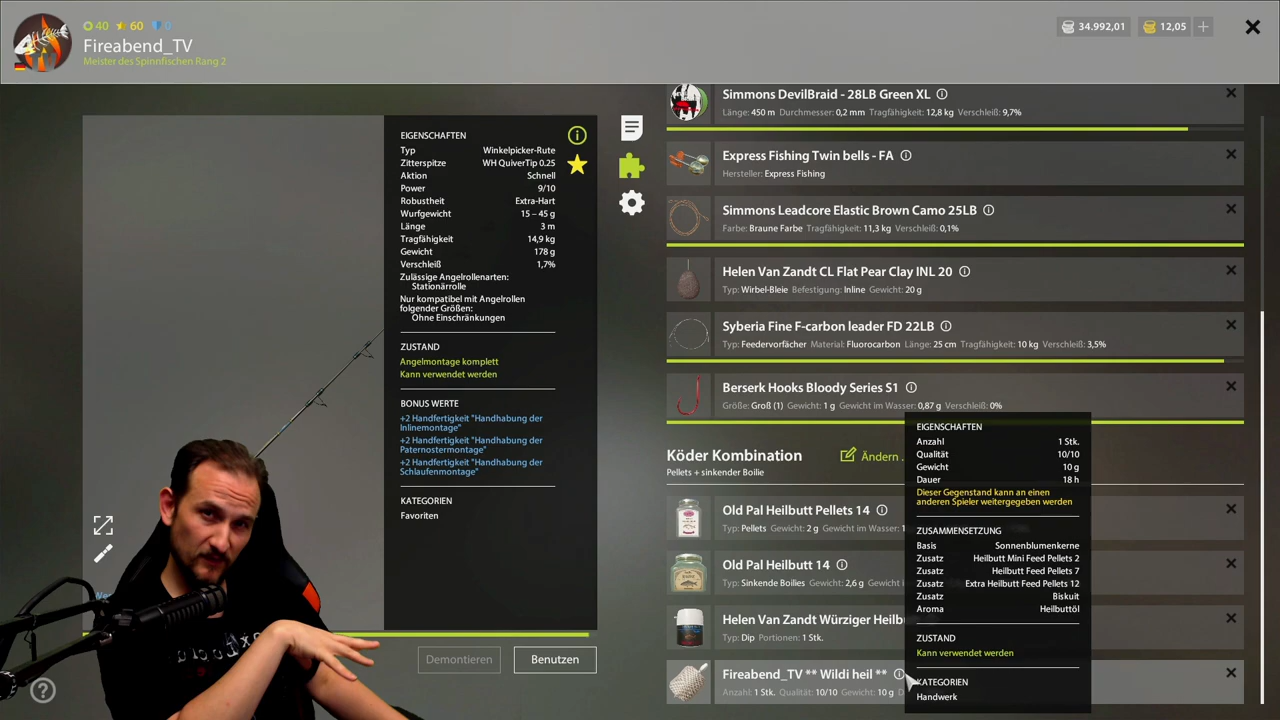 40 60 0
Fireabend_TV
Meister des Spinnfischen Rang 2
34.992,01 12,05 +
EIGENSCHAFTEN
Typ Winkelpicker-Rute
Zitterspitze WH QuiverTip 0.25
Aktion Schnell
Power 9/10
Robustheit Extra-Hart
Wurfgewicht 15 – 45 g
Länge 3 m
Tragfähigkeit 14,9 kg
Gewicht 178 g
Verschleiß 1,7%
Zulässige Angelrollenarten:
Stationärrolle
Nur kompatibel mit Angelrollen
folgender Größen:
Ohne Einschränkungen
ZUSTAND
Angelmontage komplett
Kann verwendet werden
BONUS WERTE
+2 Handfertigkeit "Handhabung der
Inlinemontage"
+2 Handfertigkeit "Handhabung der
Paternostermontage"
+2 Handfertigkeit "Handhabung der
Schlaufenmontage"
KATEGORIEN
Favoriten
Demontieren Benutzen
Simmons DevilBraid - 28LB Green XL
Länge: 450 m Durchmesser: 0,2 mm Tragfähigkeit: 12,8 kg Verschleiß: 9,7%
Express Fishing Twin bells - FA
Hersteller: Express Fishing
Simmons Leadcore Elastic Brown Camo 25LB
Farbe: Braune Farbe Tragfähigkeit: 11,3 kg Verschleiß: 0,1%
Helen Van Zandt CL Flat Pear Clay INL 20
Typ: Wirbel-Bleie Befestigung: Inline Gewicht: 20 g
Syberia Fine F-carbon leader FD 22LB
Typ: Feedervorfächer Material: Fluorocarbon Länge: 25 cm Tragfähigkeit: 10 kg Verschleiß: 3,5%
Berserk Hooks Bloody Series S1
Größe: Groß (1) Gewicht: 1 g Gewicht im Wasser: 0,87 g Verschleiß: 0%
Köder Kombination Ändern
Pellets + sinkender Boilie
Old Pal Heilbutt Pellets 14
Typ: Pellets Gewicht: 2 g Gewicht im Wasser:
Old Pal Heilbutt 14
Typ: Sinkende Boilies Gewicht: 2,6 g Gewicht
Helen Van Zandt Würziger
Typ: Dip Portionen: 1 Stk.
Fireabend_TV ** Wildi heil **
Anzahl: 1 Stk. Qualität: 10/10 Gewicht: 10 g
EIGENSCHAFTEN
Anzahl 1 Stk.
Qualität 10/10
Gewicht 10 g
Dauer 18 h
Dieser Gegenstand kann an einen
anderen Spieler weitergegeben werden
ZUSAMMENSETZUNG
Basis Sonnenblumenkerne
Zusatz Heilbutt Mini Feed Pellets 2
Zusatz Heilbutt Feed Pellets 7
Zusatz Extra Heilbutt Feed Pellets 12
Zusatz Biskuit
Aroma Heilbuttöl
ZUSTAND
Kann verwendet werden
KATEGORIEN
Handwerk